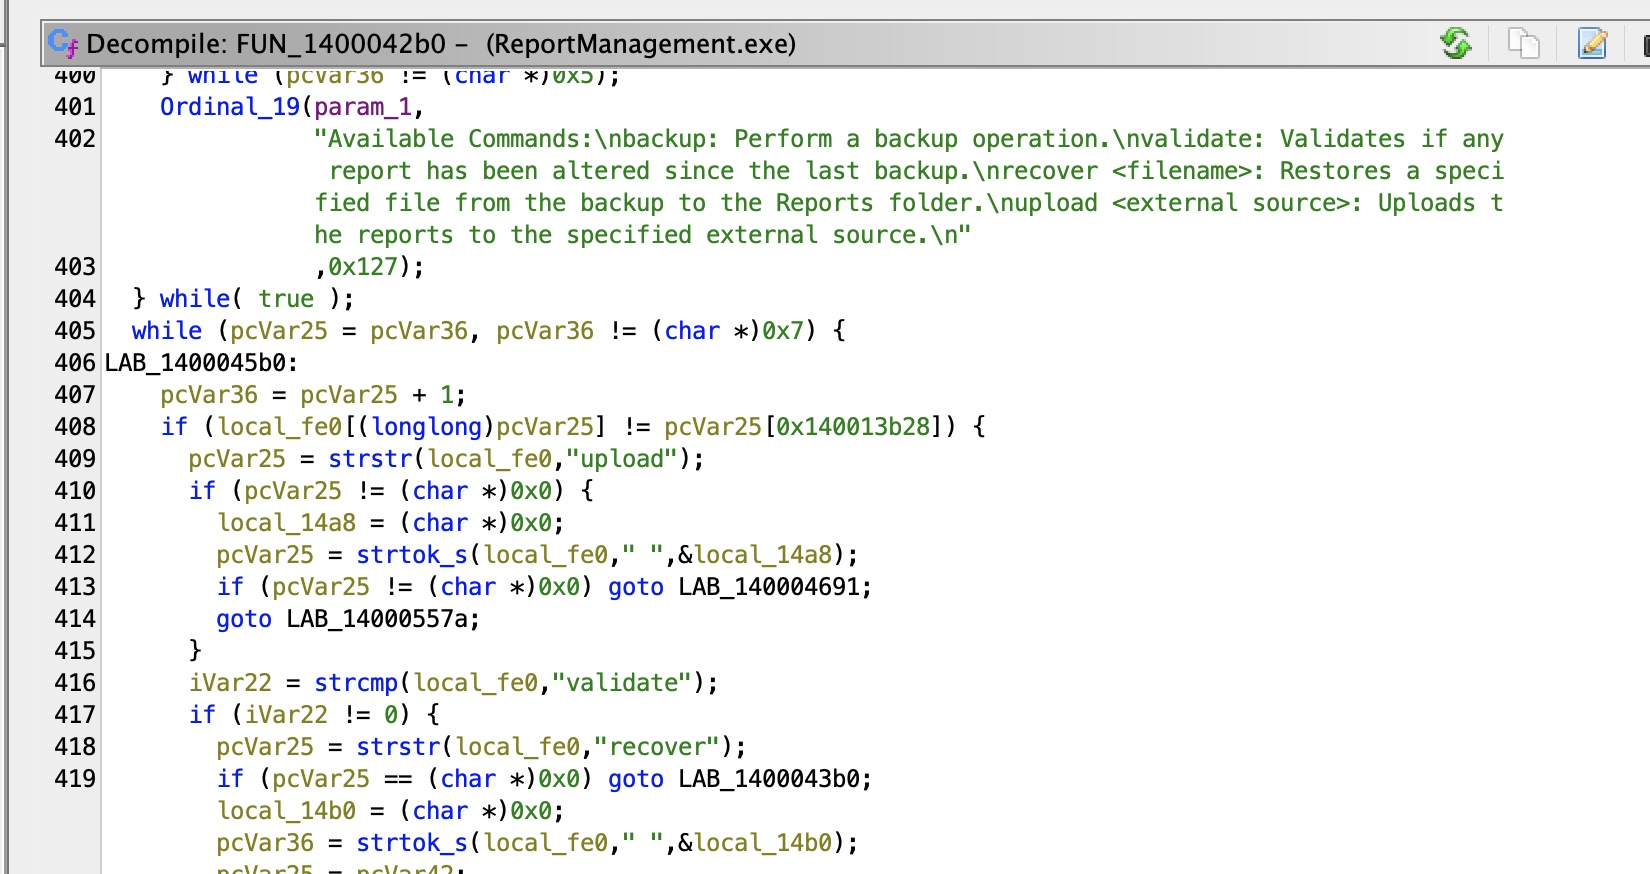 Decompile: FUN_1400042b0 – (ReportManagement.exe)
400 } while (pcVar36 != (char *)0x5);
401 Ordinal_19(param_1,
402 "Available Commands:\nbackup: Perform a backup operation.\nvalidate: Validates if any
report has been altered since the last backup.\nrecover <filename>: Restores a speci
fied file from the backup to the Reports folder.\nupload <external source>: Uploads t
he reports to the specified external source.\n"
403 ,0x127);
404 } while( true );
405 while (pcVar25 = pcVar36, pcVar36 != (char *)0x7) {
406 LAB_1400045b0:
407 pcVar36 = pcVar25 + 1;
408 if (local_fe0[(longlong)pcVar25] != pcVar25[0x140013b28]) {
409 pcVar25 = strstr(local_fe0,"upload");
410 if (pcVar25 != (char *)0x0) {
411 local_14a8 = (char *)0x0;
412 pcVar25 = strtok_s(local_fe0," ",&local_14a8);
413 if (pcVar25 != (char *)0x0) goto LAB_140004691;
414 goto LAB_14000557a;
415 }
416 iVar22 = strcmp(local_fe0,"validate");
417 if (iVar22 != 0) {
418 pcVar25 = strstr(local_fe0,"recover");
419 if (pcVar25 == (char *)0x0) goto LAB_1400043b0;
local_14b0 = (char *)0x0;
pcVar36 = strtok_s(local_fe0," ",&local_14b0);
pcVar25 = pcVar42;